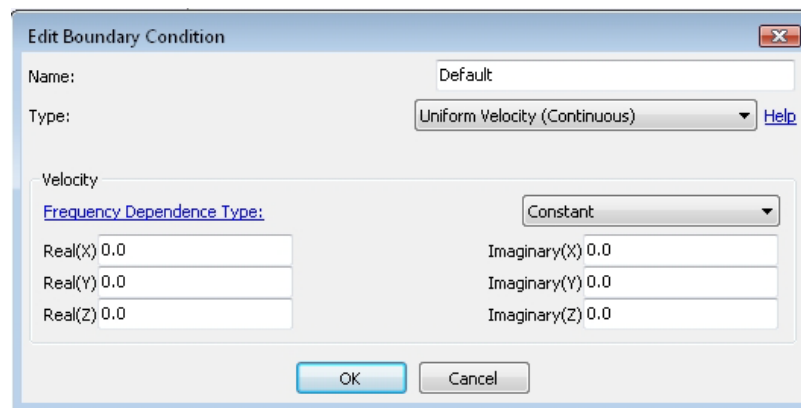 Edit Boundary Condition
Name: Default
Type: Uniform Velocity (Continuous) Help
Velocity
Frequency Dependence Type: Constant
Real(X) 0.0 Imaginary(X) 0.0
Real(Y) 0.0 Imaginary(Y) 0.0
Real(Z) 0.0 Imaginary(Z) 0.0
OK Cancel